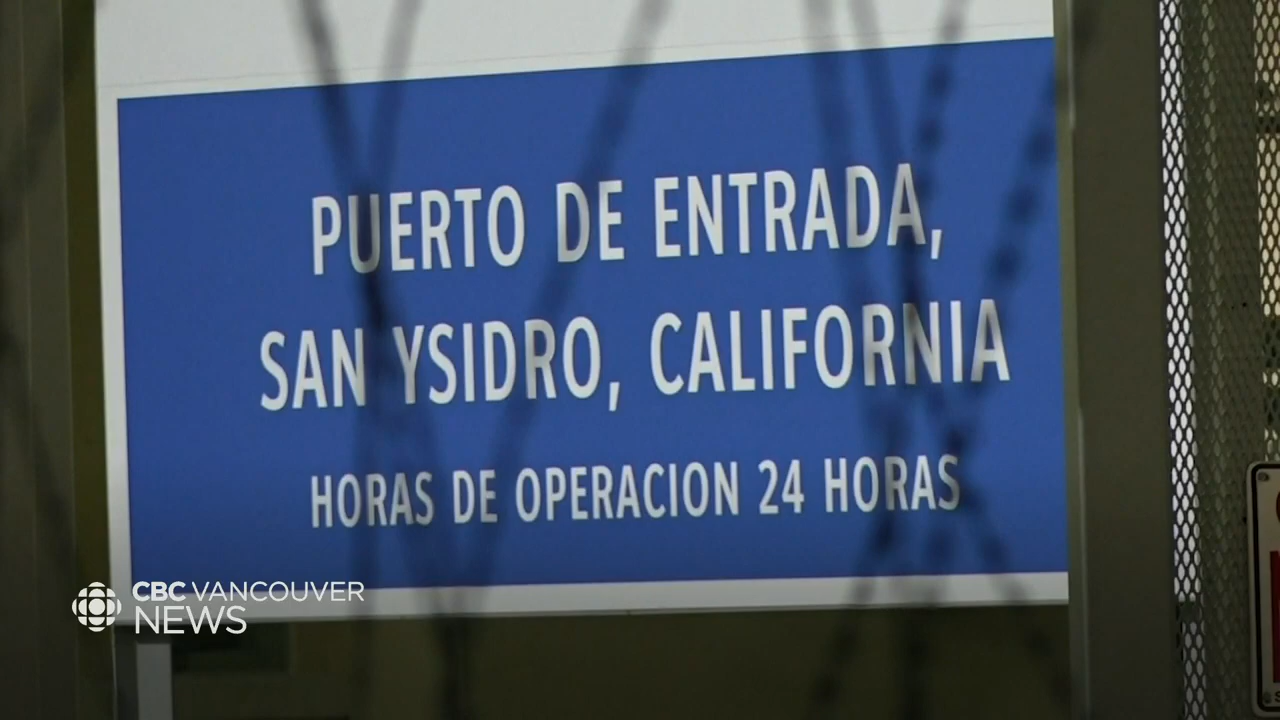 PUERTO DE ENTRADA,
SAN YSIDRO, CALIFORNIA
HORAS DE OPERACION 24 HORAS
CBC VANCOUVER
NEWS